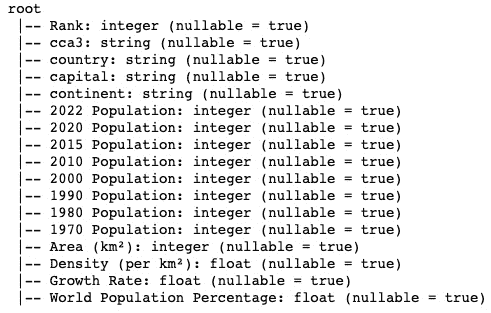 root
 |-- Rank: integer (nullable = true)
 |-- cca3: string (nullable = true)
 |-- country: string (nullable = true)
 |-- capital: string (nullable = true)
 |-- continent: string (nullable = true)
 |-- 2022 Population: integer (nullable = true)
 |-- 2020 Population: integer (nullable = true)
 |-- 2015 Population: integer (nullable = true)
 |-- 2010 Population: integer (nullable = true)
 |-- 2000 Population: integer (nullable = true)
 |-- 1990 Population: integer (nullable = true)
 |-- 1980 Population: integer (nullable = true)
 |-- 1970 Population: integer (nullable = true)
 |-- Area (km²): integer (nullable = true)
 |-- Density (per km²): float (nullable = true)
 |-- Growth Rate: float (nullable = true)
 |-- World Population Percentage: float (nullable = true)